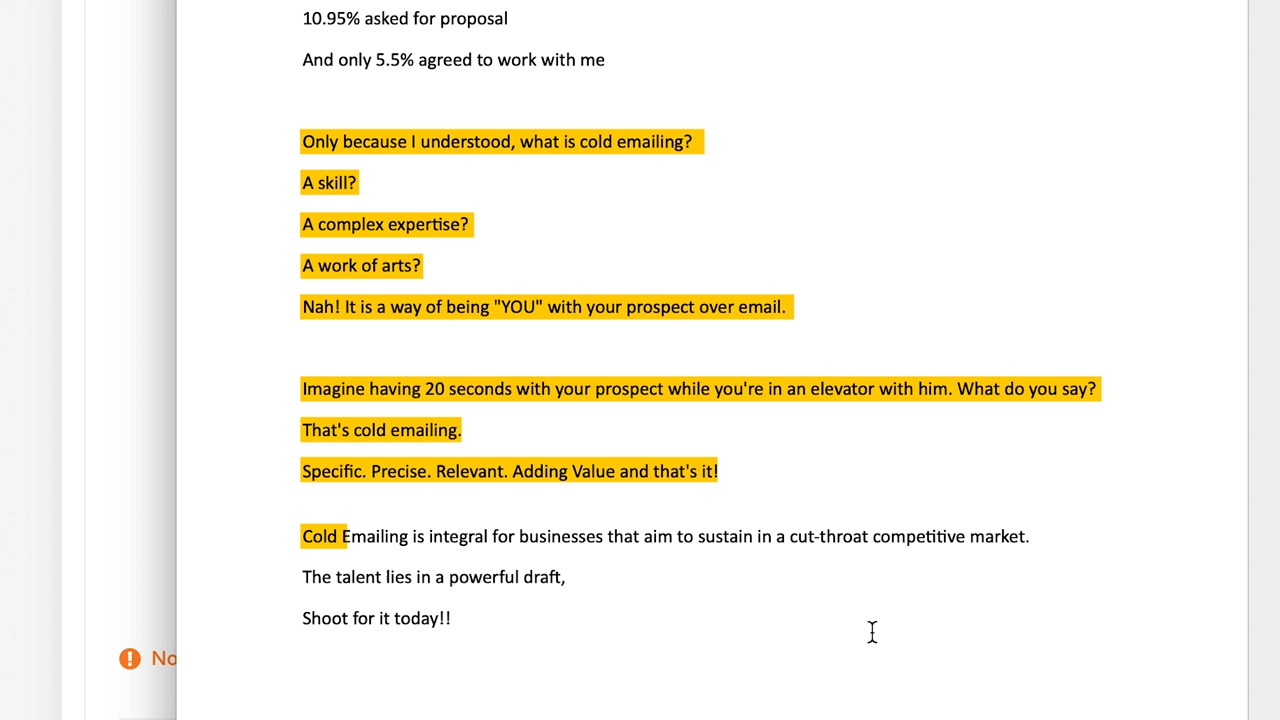 10.95% asked for proposal
And only 5.5% agreed to work with me
Only because I understood, what is cold emailing?
A skill?
A complex expertise?
A work of arts?
Nah! It is a way of being "YOU" with your prospect over email.
Imagine having 20 seconds with your prospect while you're in an elevator with him. What do you say?
That's cold emailing.
Specific. Precise. Relevant. Adding Value and that's it!
Cold Emailing is integral for businesses that aim to sustain in a cut-throat competitive market.
The talent lies in a powerful draft,
Shoot for it today!!
No